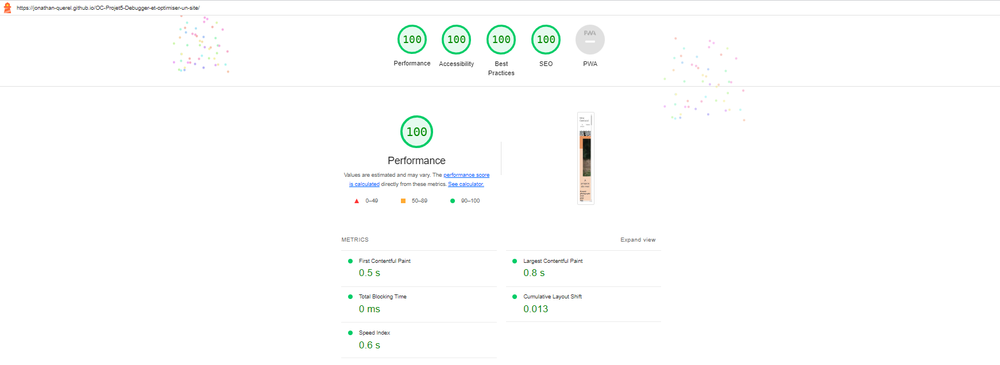 https://jonathan-querel.github.io/OC-Projet5-Debugger-et-optimiser-un-site/
100 100 100 100 PWA
Performance Accessibility Best Practices SEO PWA
100
Performance
Values are estimated and may vary. The performance score
is calculated directly from these metrics. See calculator.
0–49 50–89 90–100
METRICS Expand view
First Contentful Paint
0.5 s
Largest Contentful Paint
0.8 s
Total Blocking Time
0 ms
Cumulative Layout Shift
0.013
Speed Index
0.6 s